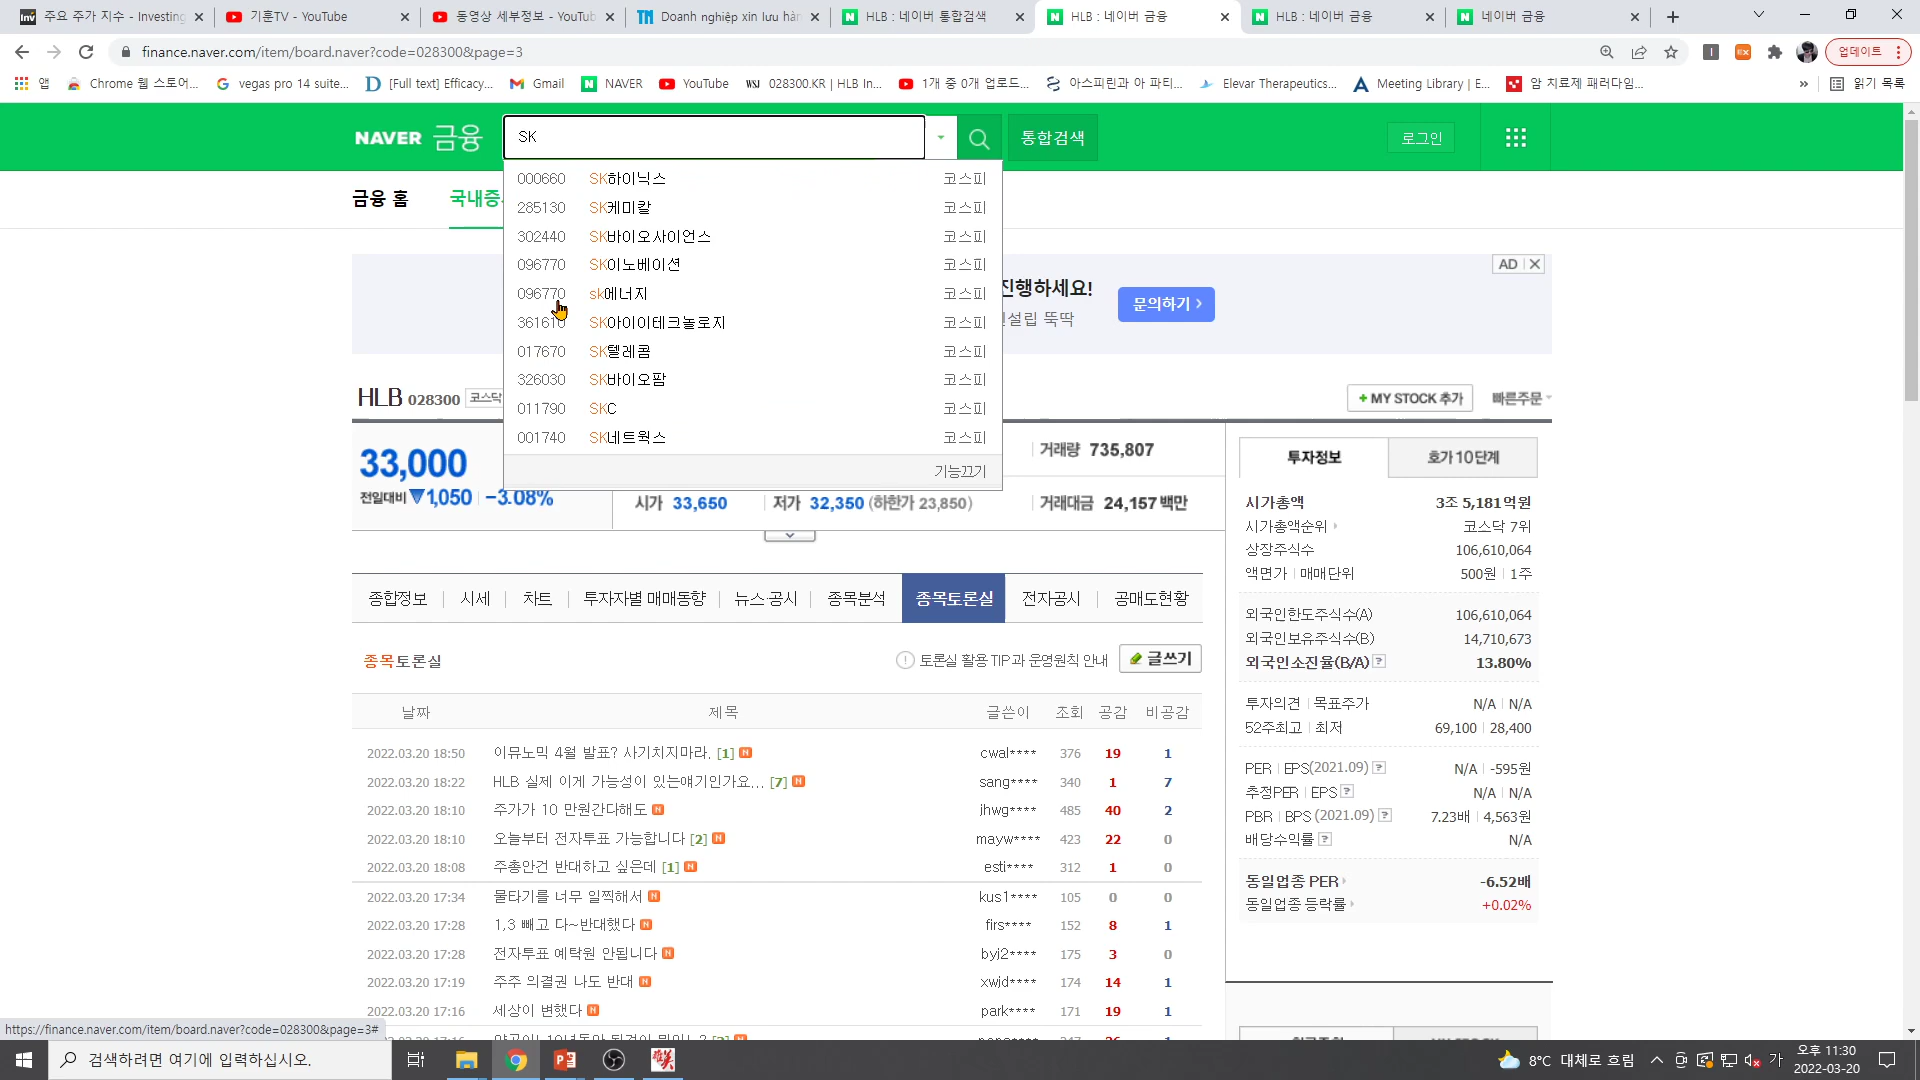 주요 주가 지수 - Investing
기훈TV - YouTube
동영상 세부정보 - YouTub
Doanh nghiệp xin lưu hàn
HLB : 네이버 통합검색
HLB : 네이버 금융
HLB : 네이버 금융
네이버 금융
finance.naver.com/item/board.naver?code=028300&page=3
업데이트
앱
Chrome 웹 스토어...
vegas pro 14 suite...
[Full text] Efficacy...
Gmail
NAVER
YouTube
WSJ 028300.KR | HLB In...
1개 중 0개 업로드...
아스피린과 아 파티...
Elevar Therapeutics...
Meeting Library | E...
암 치료제 패러다임...
»
읽기 목록
NAVER 금융
SK
통합검색
로그인
금융 홈
국내증
000660 SK하이닉스 코스피
285130 SK케미칼 코스피
302440 SK바이오사이언스 코스피
096770 SK이노베이션 코스피
096770 sk에너지 코스피
361610 SK아이이테크놀로지 코스피
017670 SK텔레콤 코스피
326030 SK바이오팜 코스피
011790 SKC 코스피
001740 SK네트웍스 코스피
기능끄기
진행하세요!
설립 뚝딱
문의하기 >
AD
HLB 028300 코스닥
+ MY STOCK 추가
빠른주문
33,000
전일대비 ▼1,050 -3.08%
거래량 735,807
시가 33,650
저가 32,350 (하한가 23,850)
거래대금 24,157 백만
투자정보
호가 10단계
시가총액 3조 5,181억원
시가총액순위 코스닥 7위
상장주식수 106,610,064
액면가 | 매매단위 500원 | 1주
외국인한도주식수(A) 106,610,064
외국인보유주식수(B) 14,710,673
외국인소진율(B/A) ? 13.80%
투자의견 | 목표주가 N/A | N/A
52주최고 | 최저 69,100 | 28,400
PER | EPS(2021.09) ? N/A | -595원
추정PER | EPS ? N/A | N/A
PBR | BPS (2021.09) ? 7.23배 | 4,563원
배당수익률 ? N/A
동일업종 PER -6.52배
동일업종 등락률 +0.02%
종합정보
시세
차트
투자자별 매매동향
뉴스·공시
종목분석
종목토론실
전자공시
공매도현황
종목토론실
토론실 활용 TIP과 운영원칙 안내
글쓰기
날짜 제목 글쓴이 조회 공감 비공감
2022.03.20 18:50 이뮤노믹 4월 발표? 사기치지마라. [1] N cwal**** 376 19 1
2022.03.20 18:22 HLB 실제 이게 가능성이 있는얘기인가요... [7] N sang**** 340 1 7
2022.03.20 18:10 주가가 10 만원간다해도 N jhwg**** 485 40 2
2022.03.20 18:10 오늘부터 전자투표 가능합니다 [2] N mayw**** 423 22 0
2022.03.20 18:08 주총안건 반대하고 싶은데 [1] N esti**** 312 1 0
2022.03.20 17:34 물타기를 너무 일찍해서 N kus1**** 105 0 0
2022.03.20 17:28 1,3 빼고 다~반대했다 N firs**** 152 8 1
2022.03.20 17:28 전자투표 예탁원 안됩니다 N byj2**** 175 3 0
2022.03.20 17:19 주주 의결권 나도 반대 N xwjd**** 174 14 1
2022.03.20 17:16 세상이 변했다 N park**** 171 19 1
https://finance.naver.com/item/board.naver?code=028300&page=3#
검색하려면 여기에 입력하십시오.
8°C 대체로 흐림
가
오후 11:30
2022-03-20